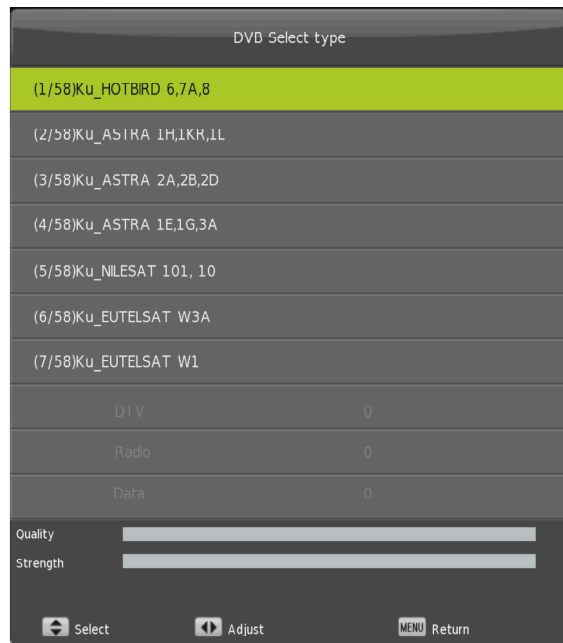 DVB Select type
(1/58)Ku_HOTBIRD 6,7A,8
(2/58)Ku_ASTRA 1H,1KR,1L
(3/58)Ku_ASTRA 2A,2B,2D
(4/58)Ku_ASTRA 1E,1G,3A
(5/58)Ku_NILESAT 101, 10
(6/58)Ku_EUTELSAT W3A
(7/58)Ku_EUTELSAT W1
DTV 0
Radio 0
Data 0
Quality
Strength
Select Adjust MENU Return